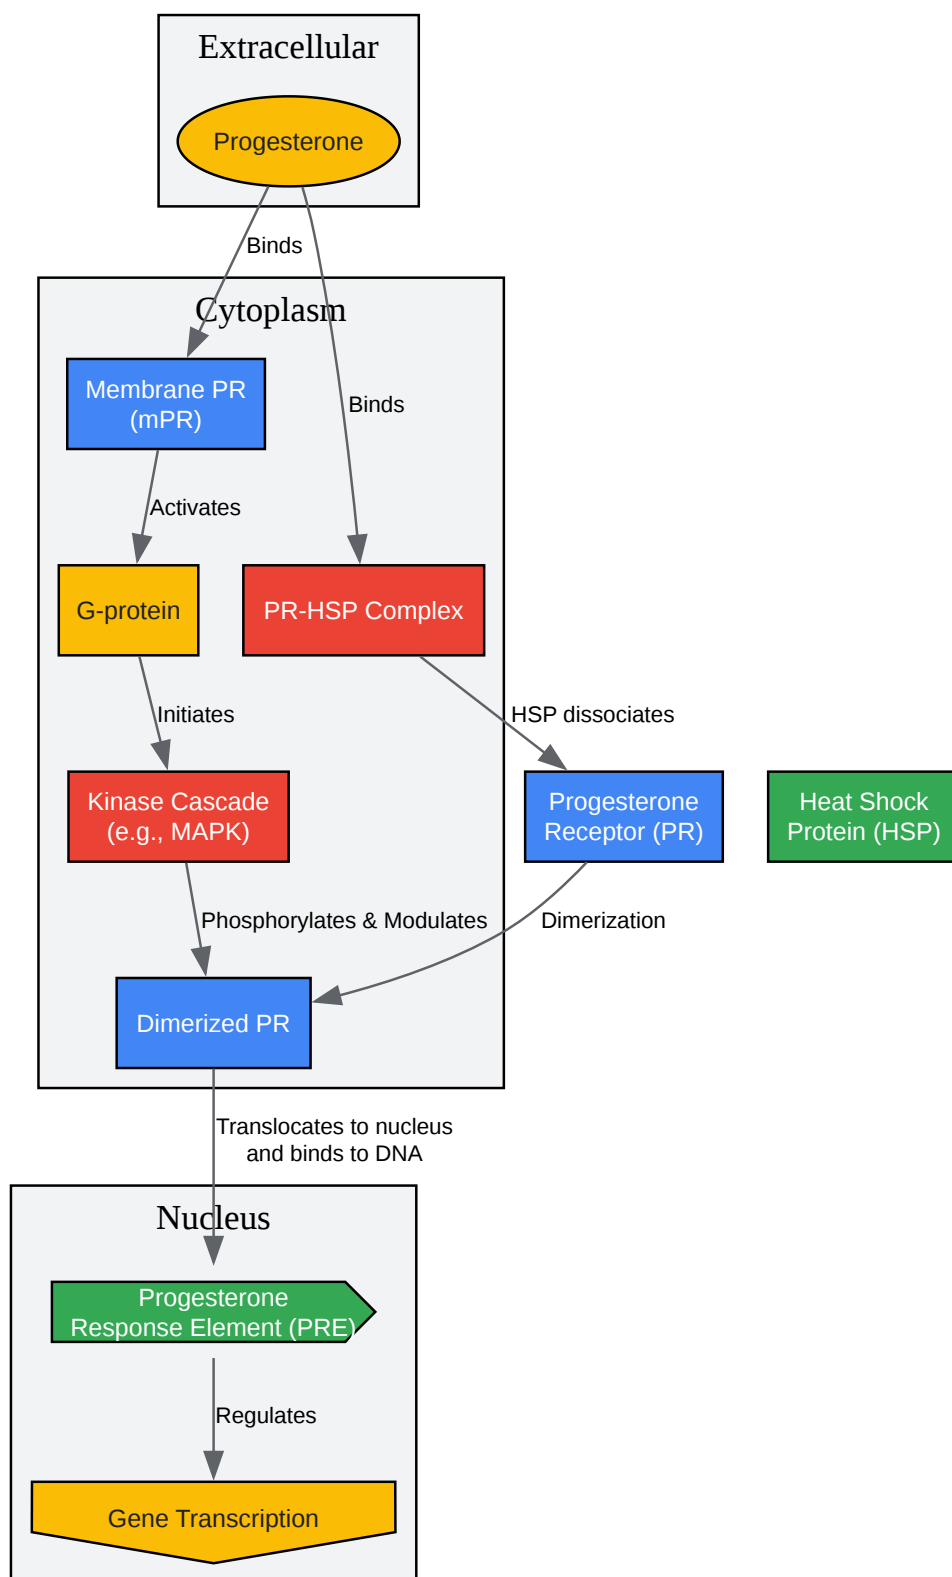 Extracellular
Progesterone
Binds
Cytoplasm
Membrane PR
(mPR)
Binds
Activates
G-protein
PR-HSP Complex
Initiates
HSP dissociates
Kinase Cascade
(e.g., MAPK)
Progesterone
Receptor (PR)
Heat Shock
Protein (HSP)
Phosphorylates & Modulates
Dimerization
Dimerized PR
Translocates to nucleus
and binds to DNA
Nucleus
Progesterone
Response Element (PRE)
Regulates
Gene Transcription